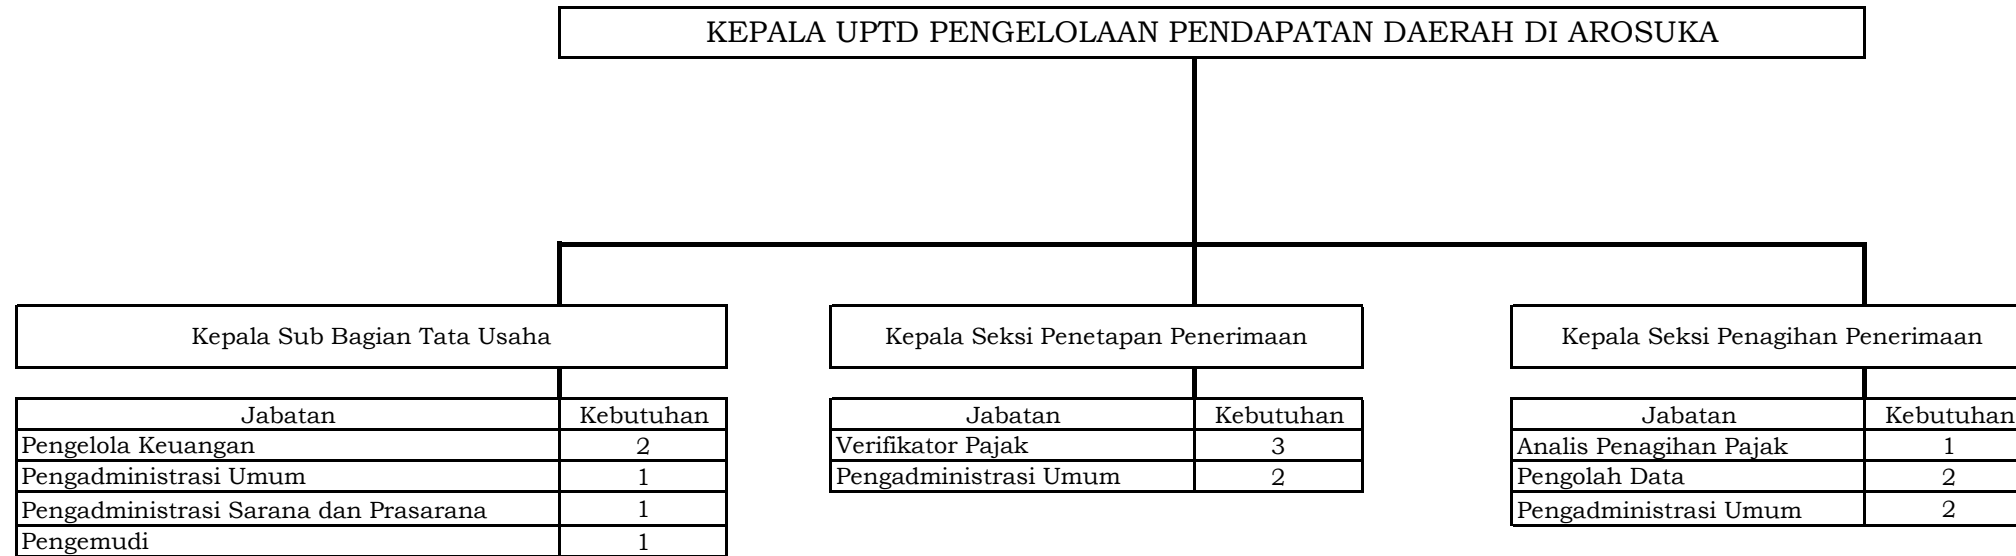 KEPALA UPTD PENGELOLAAN PENDAPATAN DAERAH DI AROSUKA
Kepala Sub Bagian Tata Usaha
Jabatan Kebutuhan
Pengelola Keuangan 2
Pengadministrasi Umum 1
Pengadministrasi Sarana dan Prasarana 1
Pengemudi 1
Kepala Seksi Penetapan Penerimaan
Jabatan Kebutuhan
Verifikator Pajak 3
Pengadministrasi Umum 2
Kepala Seksi Penagihan Penerimaan
Jabatan Kebutuhan
Analis Penagihan Pajak 1
Pengolah Data 2
Pengadministrasi Umum 2